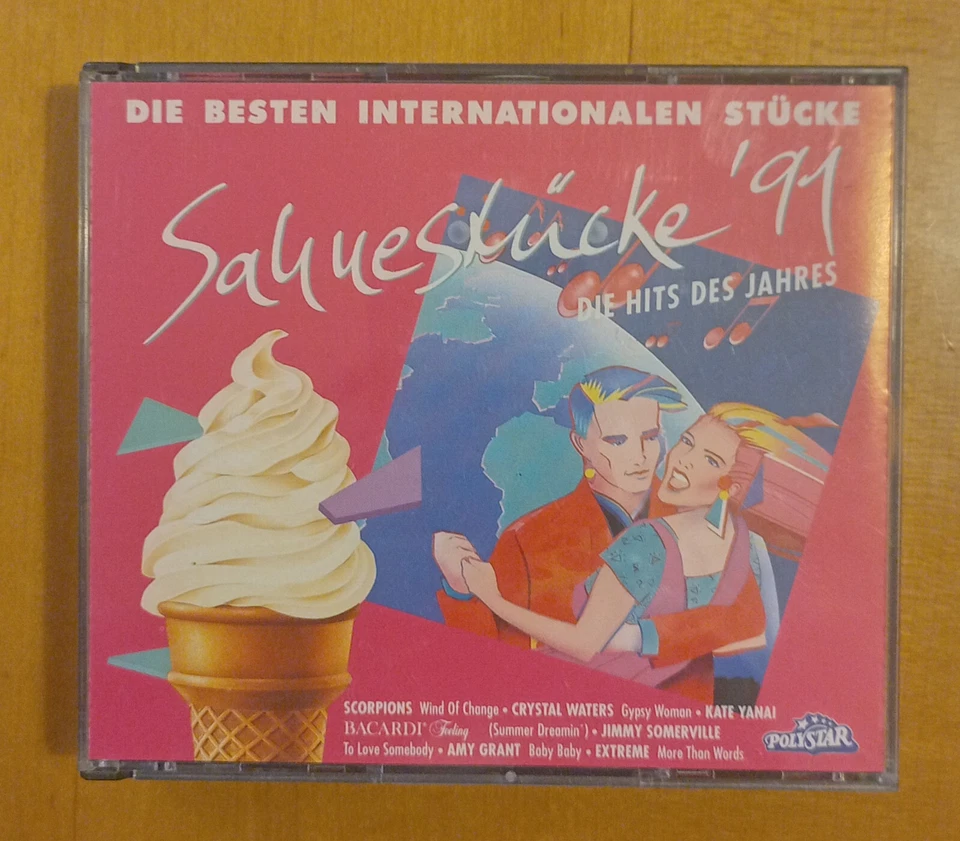 DIE BESTEN INTERNATIONALEN STÜCKE
Sahnestücke '91
DIE HITS DES JAHRES
SCORPIONS Wind Of Change • CRYSTAL WATERS Gypsy Woman • KATE YANAI
BACARDI® Feeling (Summer Dreamin') • JIMMY SOMERVILLE
To Love Somebody • AMY GRANT Baby Baby • EXTREME More Than Words
POLYSTAR